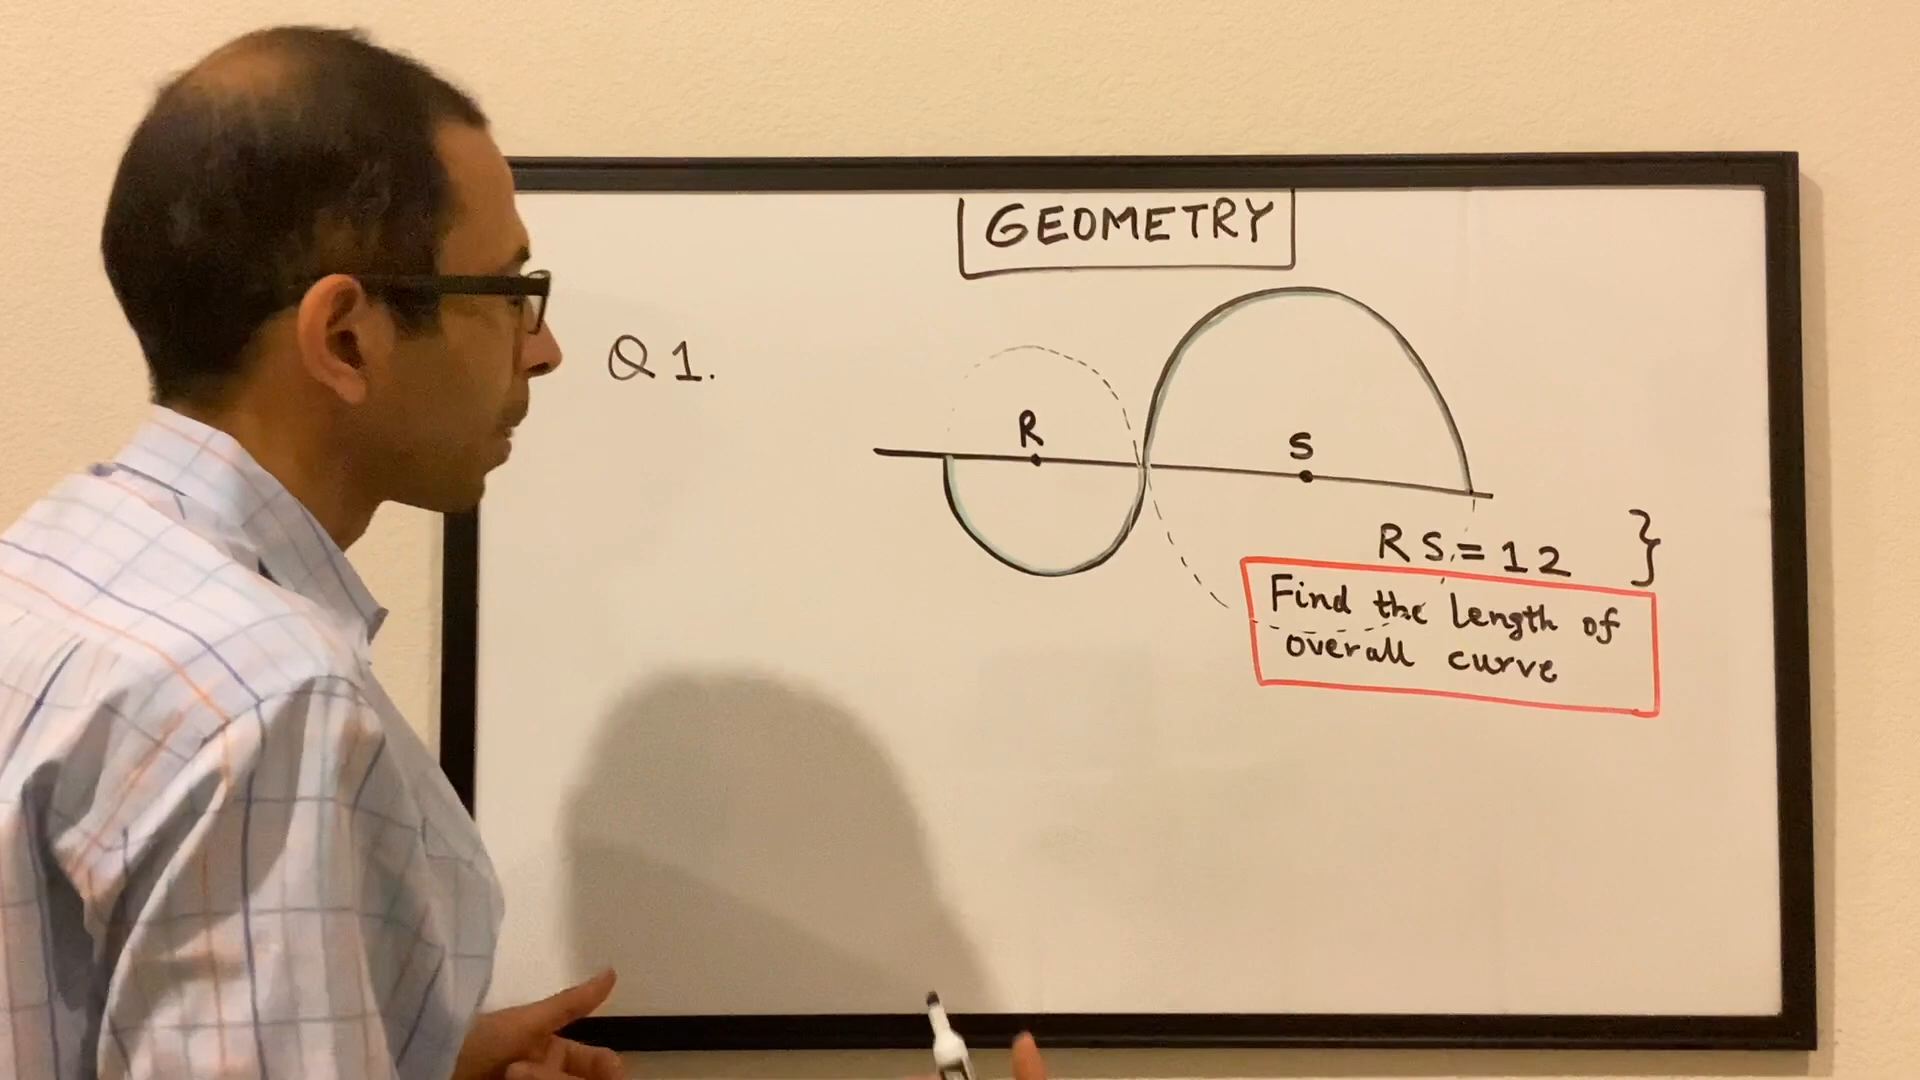 GEOMETRY
Q1.
R
S
RS = 12 }
Find the length of
overall curve